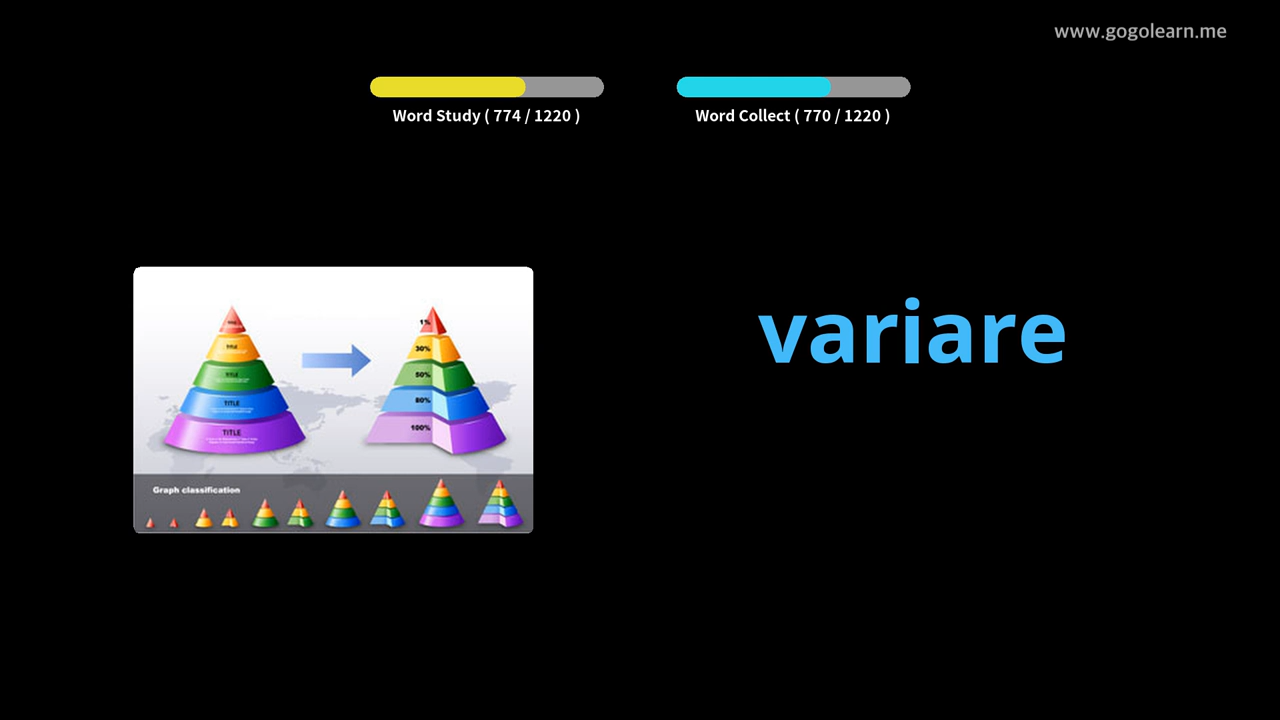 www.gogolearn.me
Word Study ( 774 / 1220 )
Word Collect ( 770 / 1220 )
variare
1%
30%
TITLE
50%
TITLE
80%
TITLE
100%
TITLE
Graph classification